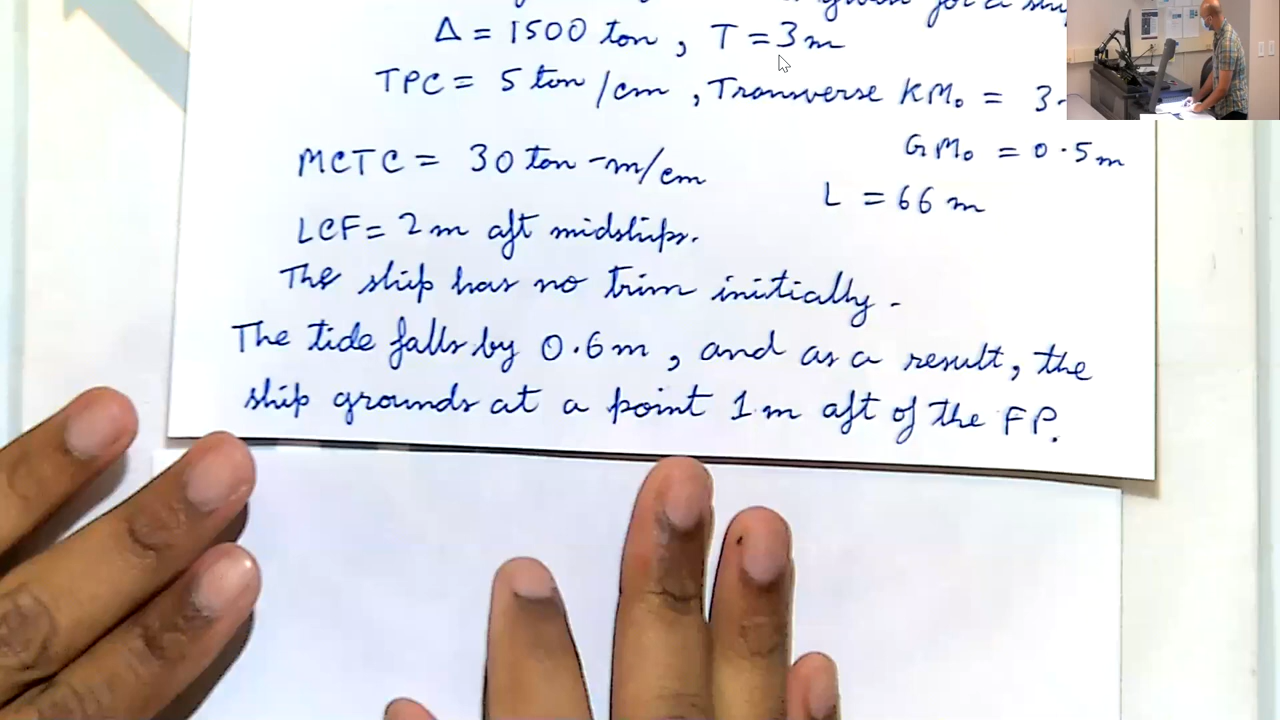 given for a
Δ = 1500 ton , T = 3 m
TPC = 5 ton /cm , Transverse KM₀ = 3
GM₀ = 0.5 m
MCTC = 30 ton -m/cm
L = 66 m
LCF = 2 m aft midships.
The ship has no trim initially.
The tide falls by 0.6 m , and as a result, the
ship grounds at a point 1 m aft of the FP.